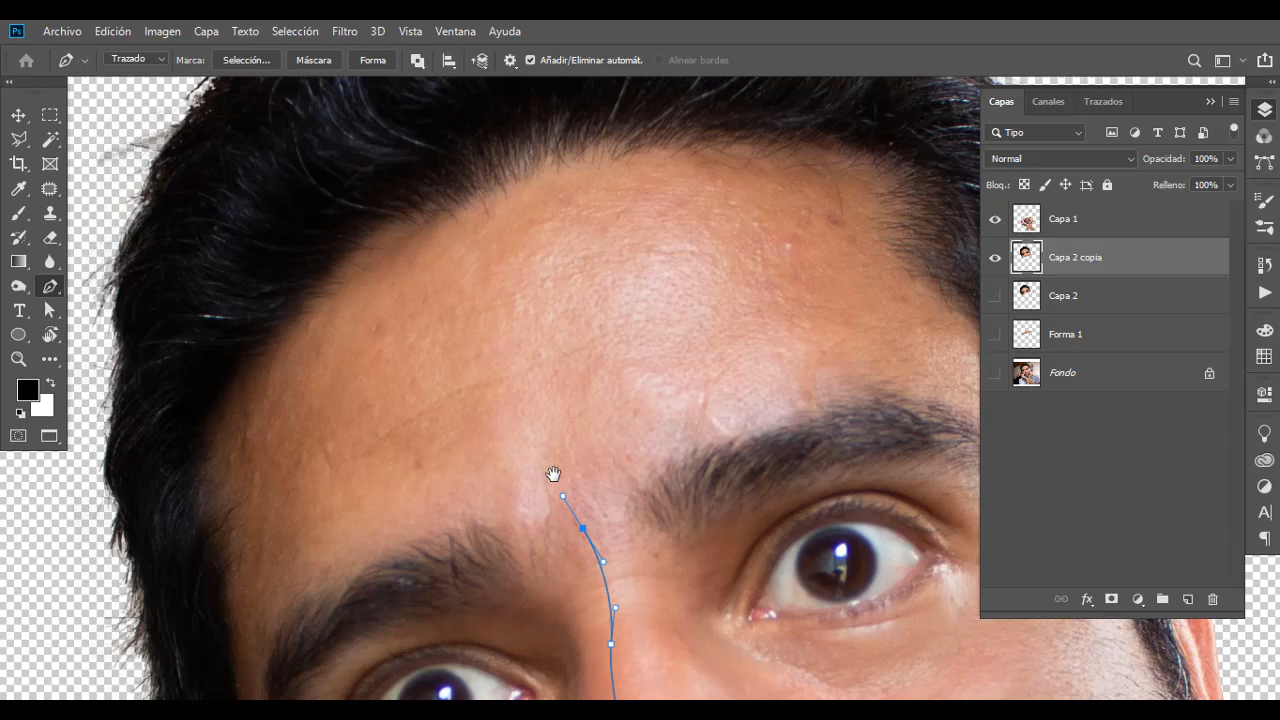 Ps Archivo Edición Imagen Capa Texto Selección Filtro 3D Vista Ventana Ayuda
Trazado Marca: Selección... Máscara Forma Añadir/Eliminar automát. Alinear bordes
Capas Canales Trazados
Tipo
Normal Opacidad: 100%
Bloq.: Relleno: 100%
Capa 1
Capa 2 copia
Capa 2
Forma 1
Fondo
fx